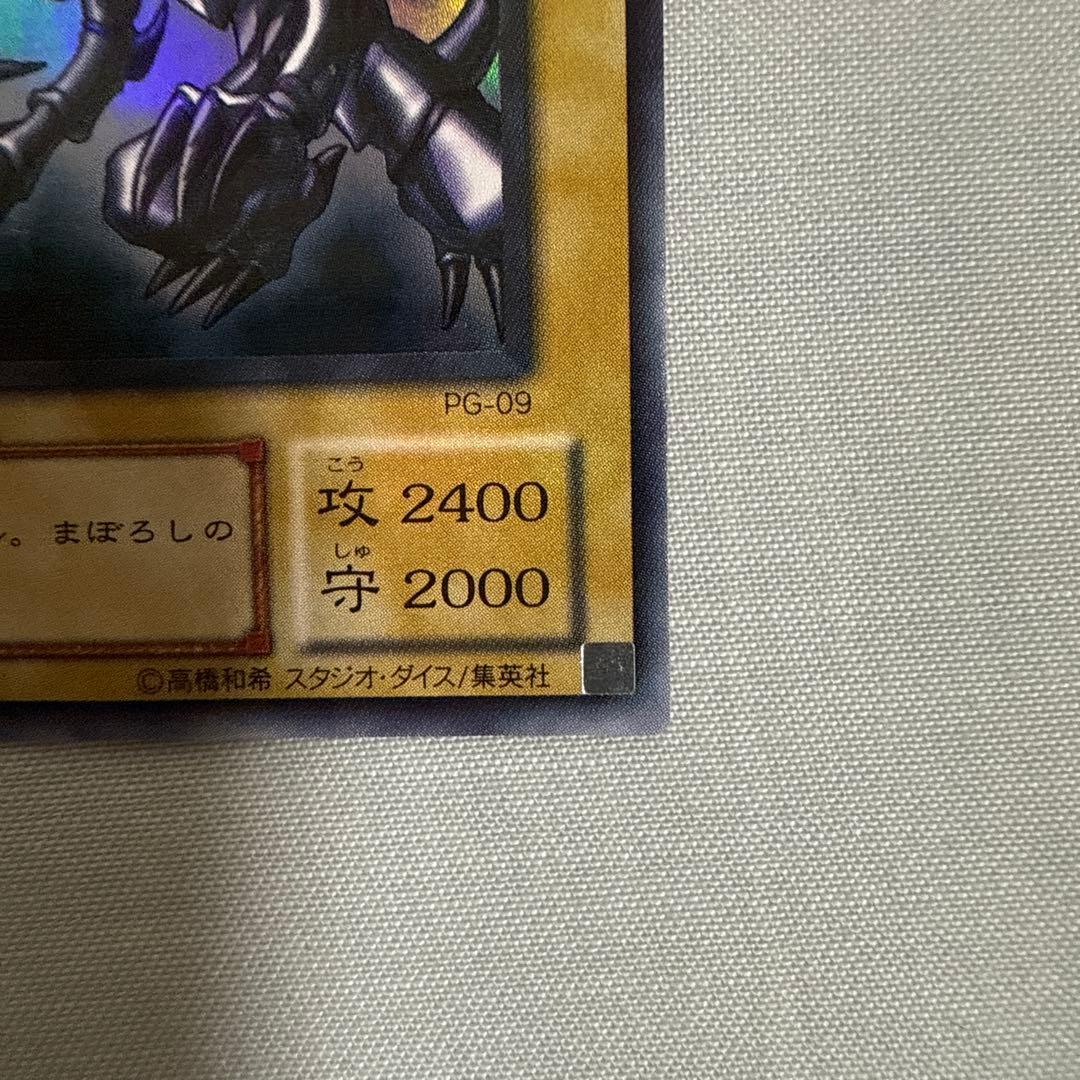 PG-09
こう
攻 2400
。まぼろしの
しゅ
守 2000
©高橋和希 スタジオ・ダイス/集英社